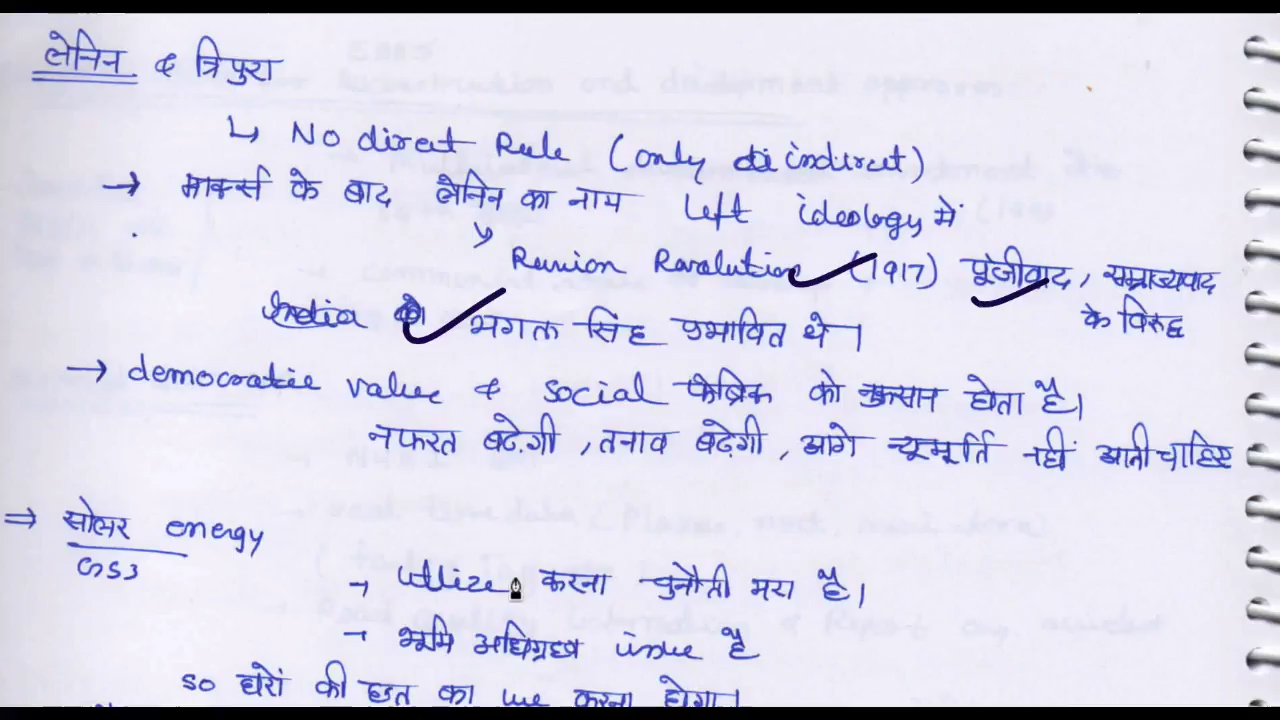 लेनिन & त्रिपुरा
↳ No direct Rule (only indirect)
→ मार्क्स के बाद लैनिन का नाम left ideology में
Russion Revolution (1917) पूंजीवाद, सम्राज्यवाद
के विरुद्ध
India भगत सिंह प्रभावित थे।
→ democratic value & social फेब्रिक को नुकसान होता है।
नफरत बढेगी, तनाव बढेगी, आगे न्यूमूर्ति नहीं आनी चाहिए
⇒ सोलर energy
GS3
→ Utilize करना चुनौती भरा है।
→ भूमि अधिग्रहण issue है
so घरों की छत का use करना होगा।